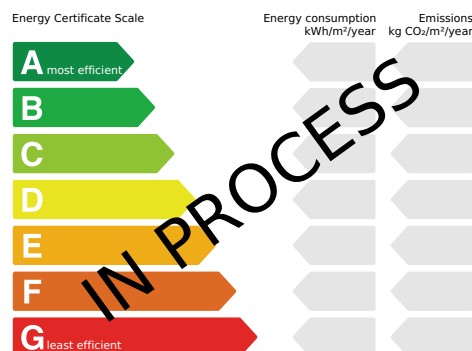 Energy Certificate Scale
Energy consumption
kWh/m²/year
Emissions
kg CO₂/m²/year
A most efficient
B
C
D
E
F
G least efficient
IN PROCESS